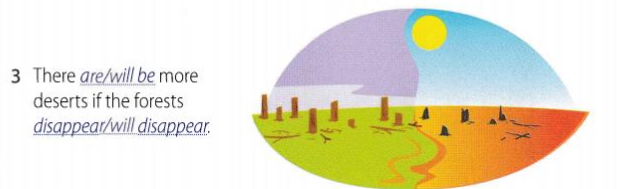 3 There are/will be more
deserts if the forests
disappear/will disappear.